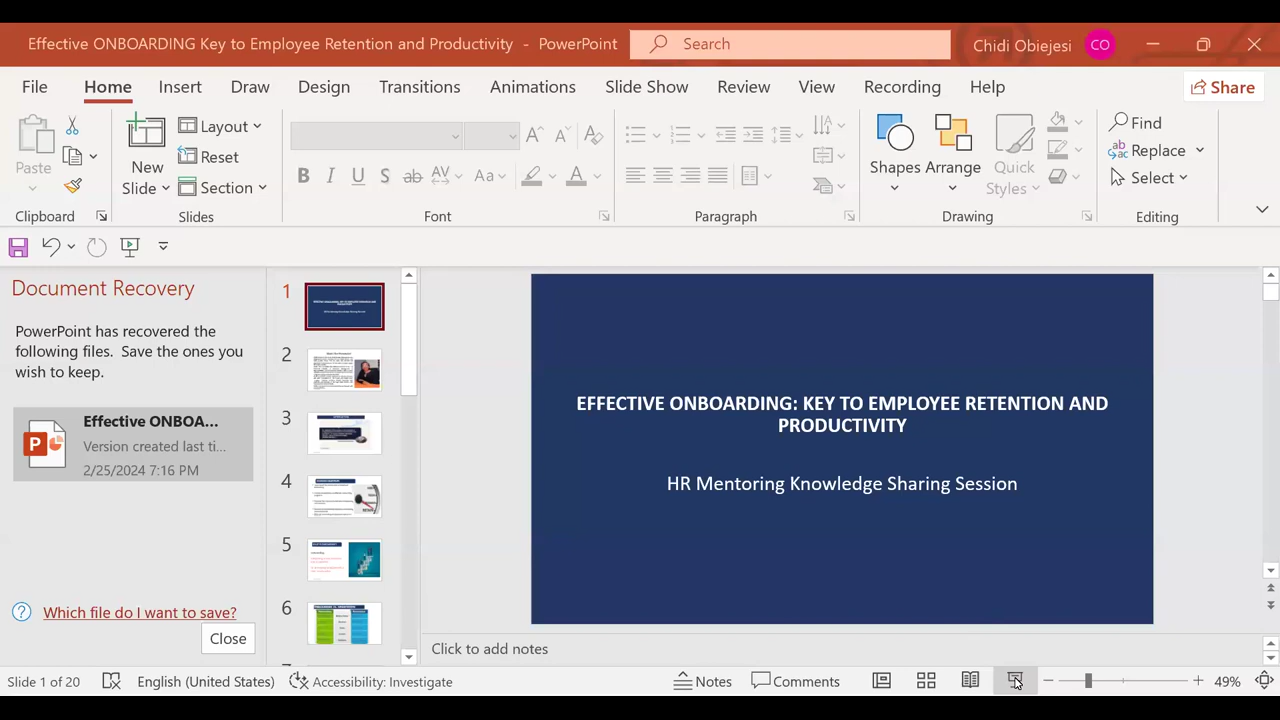 Effective ONBOARDING Key to Employee Retention and Productivity - PowerPoint
Search
Chidi Obiejesi
CO
File
Home
Insert
Draw
Design
Transitions
Animations
Slide Show
Review
View
Recording
Help
Share
Paste
New
Slide
Layout
Reset
Section
Shapes
Arrange
Quick
Styles
Find
Replace
Select
Clipboard
Slides
Font
Paragraph
Drawing
Editing
Document Recovery
PowerPoint has recovered the
following files. Save the ones you
wish to keep.
Effective ONBOA...
Version created last ti...
2/25/2024 7:16 PM
Which file do I want to save?
Close
1
2
3
4
5
6
EFFECTIVE ONBOARDING: KEY TO EMPLOYEE RETENTION AND
PRODUCTIVITY
HR Mentoring Knowledge Sharing Session
Click to add notes
Slide 1 of 20
English (United States)
Accessibility: Investigate
Notes
Comments
49%